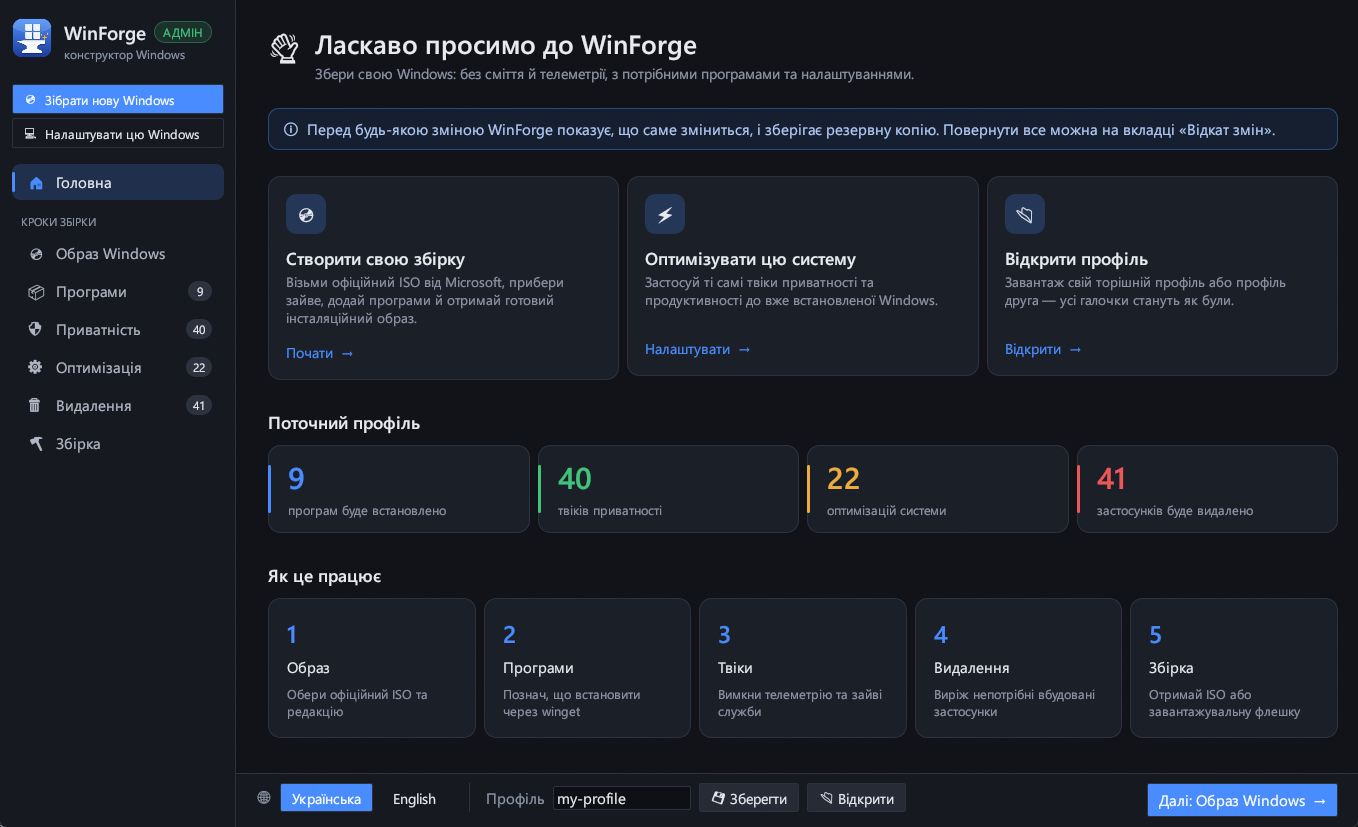 WinForge АДМІН
конструктор Windows
Зібрати нову Windows
Налаштувати цю Windows
Головна
КРОКИ ЗБІРКИ
Образ Windows
Програми 9
Приватність 40
Оптимізація 22
Видалення 41
Збірка
Ласкаво просимо до WinForge
Збери свою Windows: без сміття й телеметрії, з потрібними програмами та налаштуваннями.
Перед будь-якою зміною WinForge показує, що саме зміниться, і зберігає резервну копію. Повернути все можна на вкладці «Відкат змін».
Створити свою збірку
Візьми офіційний ISO від Microsoft, прибери
зайве, додай програми й отримай готовий
інсталяційний образ.
Почати →
Оптимізувати цю систему
Застосуй ті самі твіки приватності та
продуктивності до вже встановленої Windows.
Налаштувати →
Відкрити профіль
Завантаж свій торішній профіль або профіль
друга — усі галочки стануть як були.
Відкрити →
Поточний профіль
9
програм буде встановлено
40
твіків приватності
22
оптимізацій системи
41
застосунків буде видалено
Як це працює
1
Образ
Обери офіційний ISO та
редакцію
2
Програми
Познач, що встановити
через winget
3
Твіки
Вимкни телеметрію та зайві
служби
4
Видалення
Виріж непотрібні вбудовані
застосунки
5
Збірка
Отримай ISO або
завантажувальну флешку
Українська English Профіль my-profile Зберегти Відкрити Далі: Образ Windows →